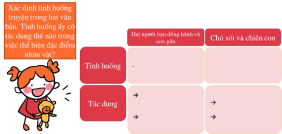 Xác định tình huống
truyện trong hai văn
bản. Tình huống ấy có
tác dụng thế nào trong
việc thể hiện đặc điểm
nhân vật?
Hai người bạn đồng hành và
con gấu
Chó sói và chiên con
Tình huống
-
Tác dụng
→
→
→
→